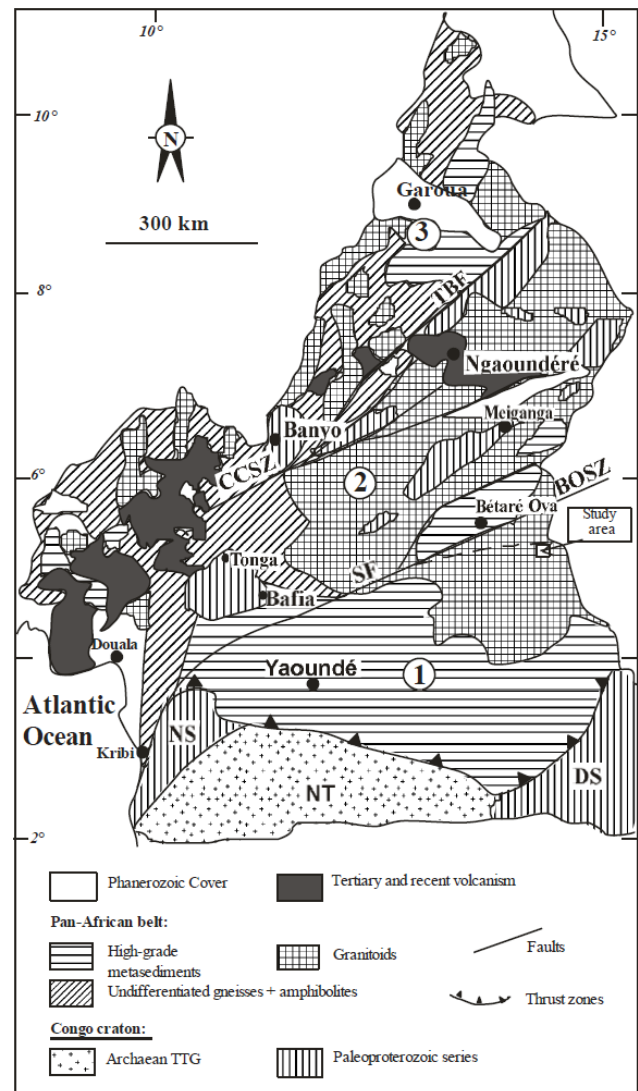 10°
15°
10°
N
Garoua
300 km
3
8°
TBF
Ngaoundéré
Meiganga
Banyo
CCSZ
6°
2
BOSZ
Bétaré Oya
Study
area
Tonga
SF
Bafia
Douala
Yaoundé
1
Atlantic
Ocean
NS
Kribi
NT
DS
2°
Phanerozoic Cover
Tertiary and recent volcanism
Pan-African belt:
High-grade
metasediments
Granitoids
Faults
Undifferentiated gneisses + amphibolites
Thrust zones
Congo craton:
Archaean TTG
Paleoproterozoic series